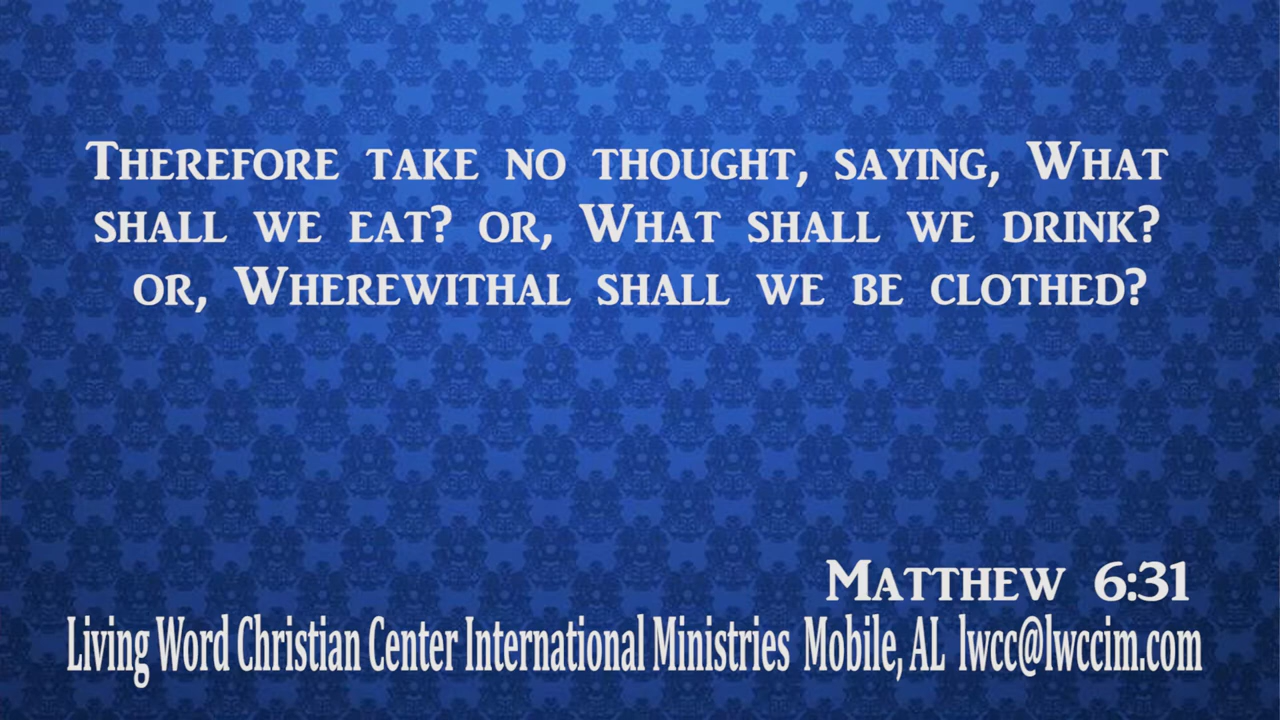 Therefore take no thought, saying, What
shall we eat? or, What shall we drink?
or, Wherewithal shall we be clothed?
Matthew 6:31
Living Word Christian Center International Ministries Mobile, AL lwcc@lwccim.com